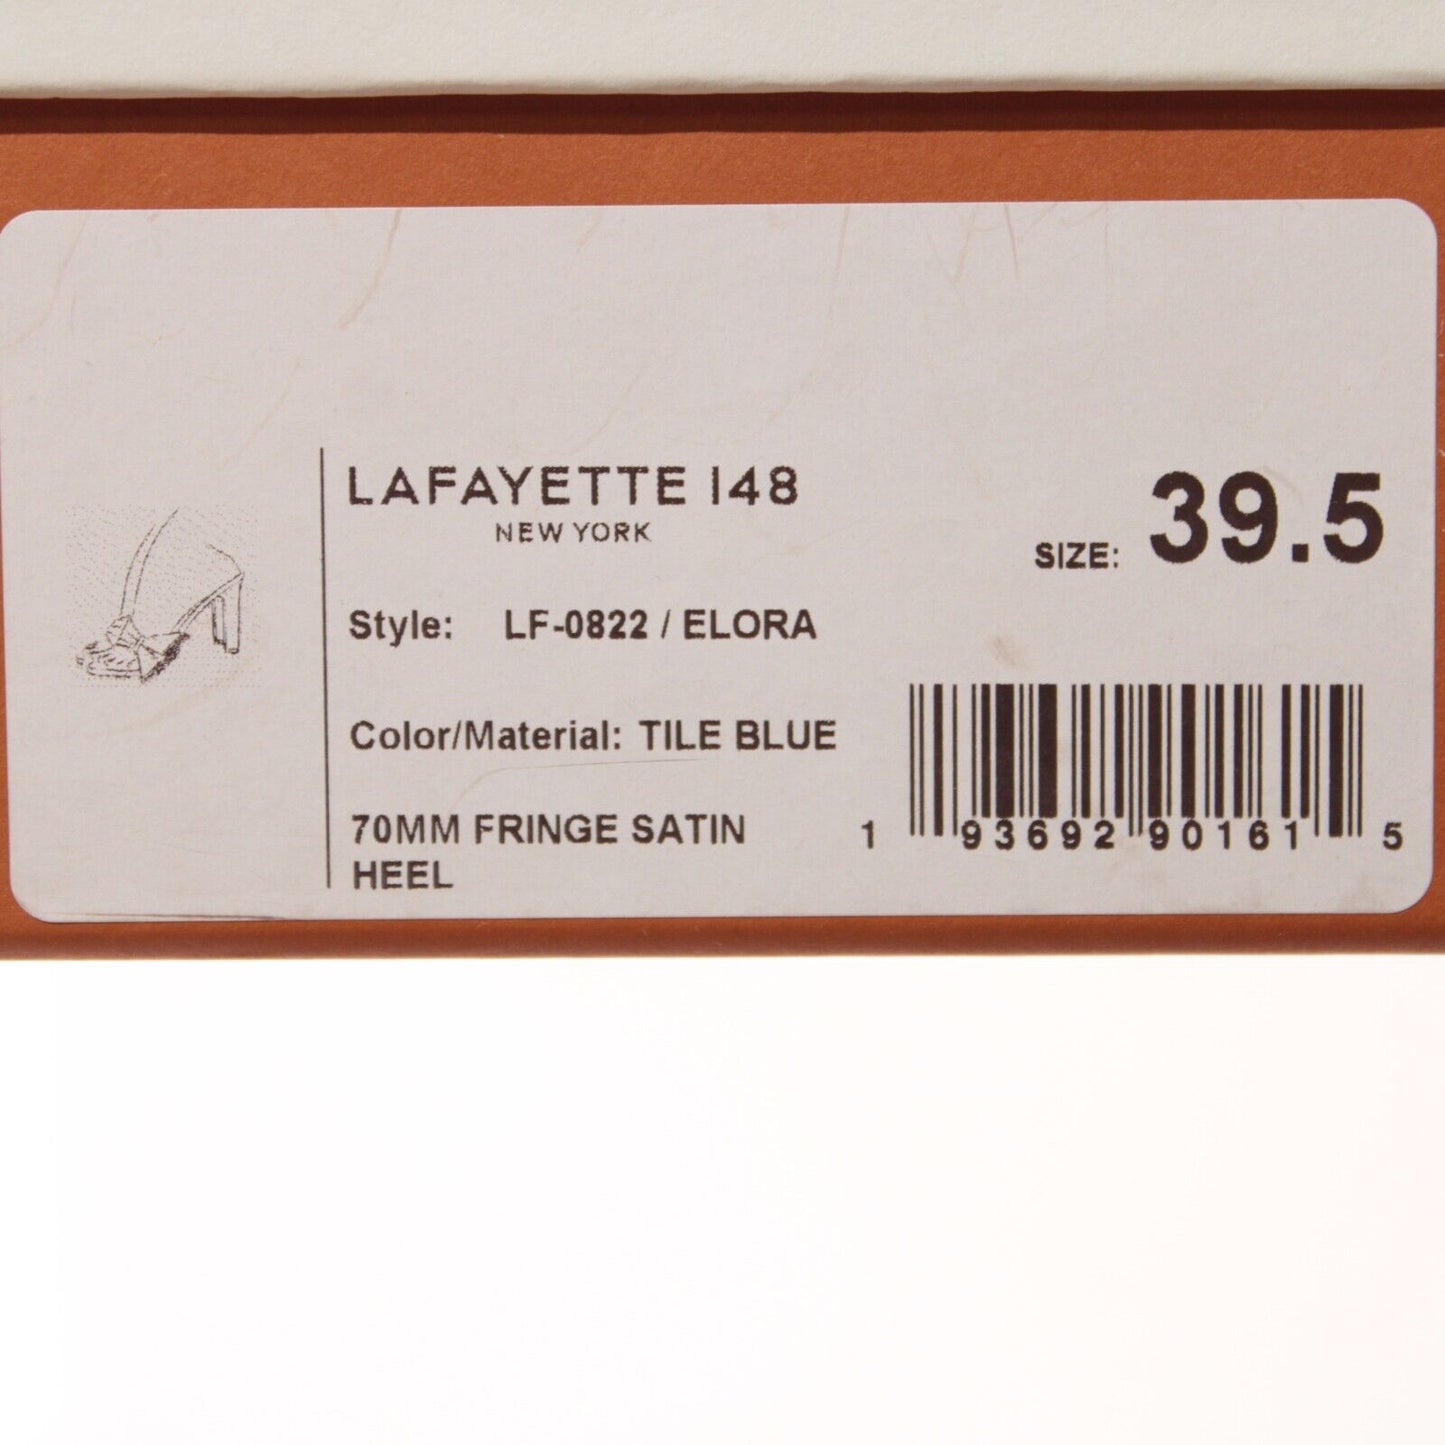 LAFAYETTE 148
NEW YORK
SIZE: 39.5
Style: LF-0822 / ELORA
Color/Material: TILE BLUE
70MM FRINGE SATIN
HEEL
1 93692 90161 5